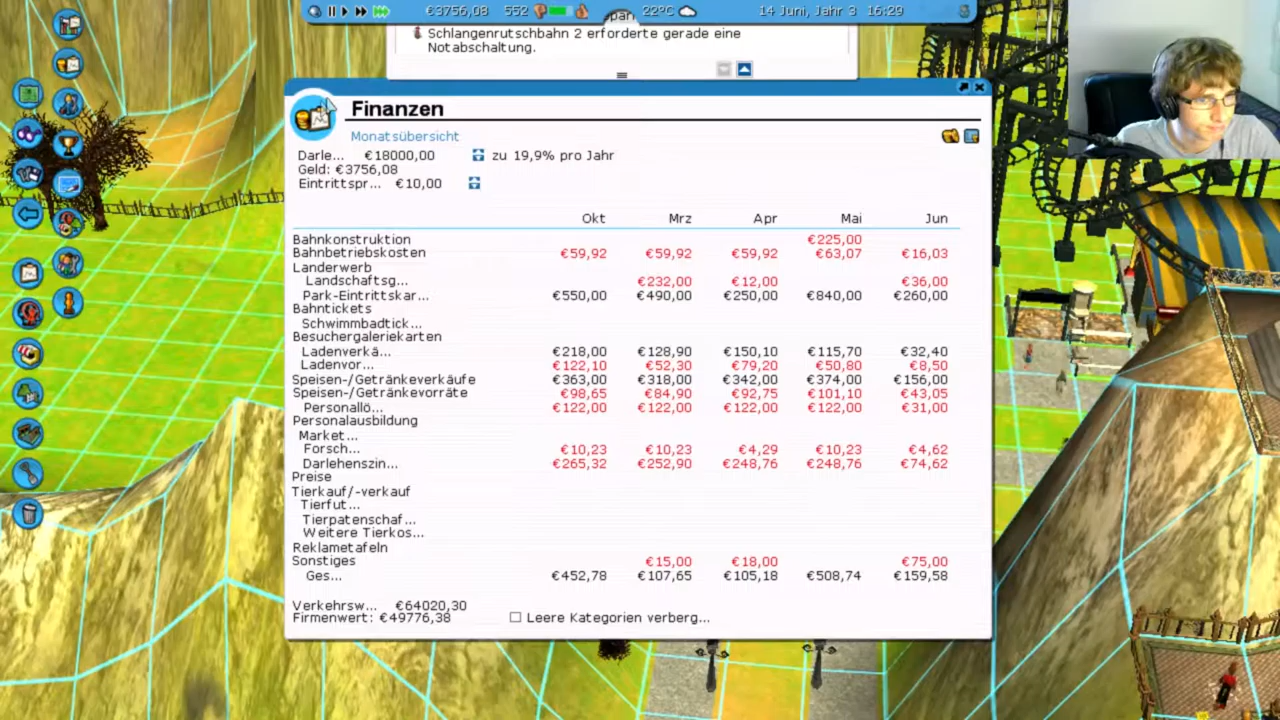 €3756,08 552 22°C 14 Juni, Jahr 3 16:29
Schlangenrutschbahn 2 erforderte gerade eine
Notabschaltung.
Finanzen
Monatsübersicht
Darle... €18000,00 zu 19,9% pro Jahr
Geld: €3756,08
Eintrittspr... €10,00
Okt Mrz Apr Mai Jun
Bahnkonstruktion €225,00
Bahnbetriebskosten €59,92 €59,92 €59,92 €63,07 €16,03
Landerwerb
Landschaftsg... €232,00 €12,00 €36,00
Park-Eintrittskar... €550,00 €490,00 €250,00 €840,00 €260,00
Bahntickets
Schwimmbadtick...
Besuchergaleriekarten
Ladenverkä... €218,00 €128,90 €150,10 €115,70 €32,40
Ladenvor... €122,10 €52,30 €79,20 €50,80 €8,50
Speisen-/Getränkeverkäufe €363,00 €318,00 €342,00 €374,00 €156,00
Speisen-/Getränkevorräte €98,65 €84,90 €92,75 €101,10 €43,05
Personallö... €122,00 €122,00 €122,00 €122,00 €31,00
Personalausbildung
Market...
Forsch... €10,23 €10,23 €4,29 €10,23 €4,62
Darlehenszin... €265,32 €252,90 €248,76 €248,76 €74,62
Preise
Tierkauf/-verkauf
Tierfut...
Tierpatenschaf...
Weitere Tierkos...
Reklametafeln
Sonstiges €15,00 €18,00 €75,00
Ges... €452,78 €107,65 €105,18 €508,74 €159,58
Verkehrsw... €64020,30
Firmenwert: €49776,38 Leere Kategorien verberg...